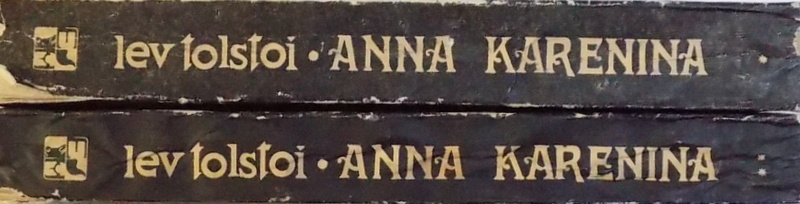 lev tolstoi • ANNA KARENINA *
lev tolstoi • ANNA KARENINA **